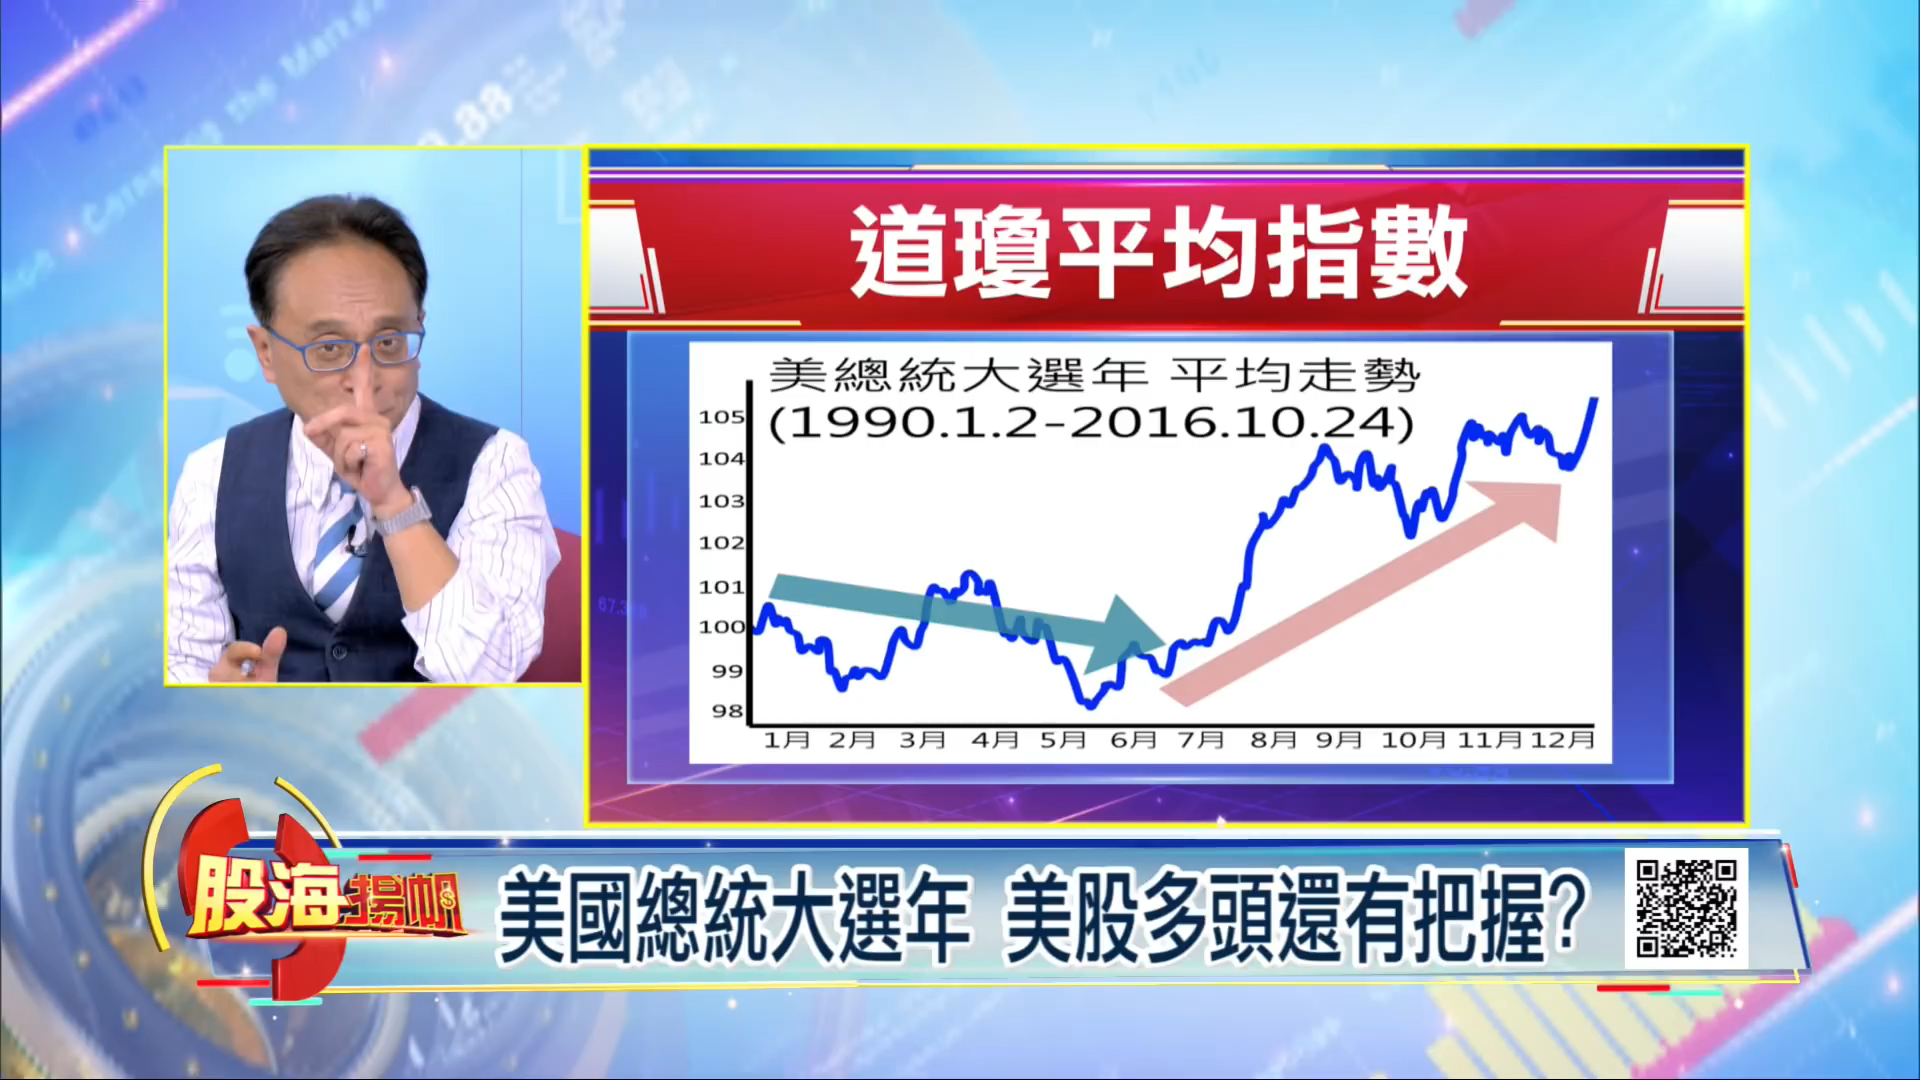 道瓊平均指數
美總統大選年 平均走勢
(1990.1.2-2016.10.24)
105
104
103
102
101
100
99
98
1月 2月 3月 4月 5月 6月 7月 8月 9月 10月 11月 12月
股海揚帆
美國總統大選年 美股多頭還有把握?